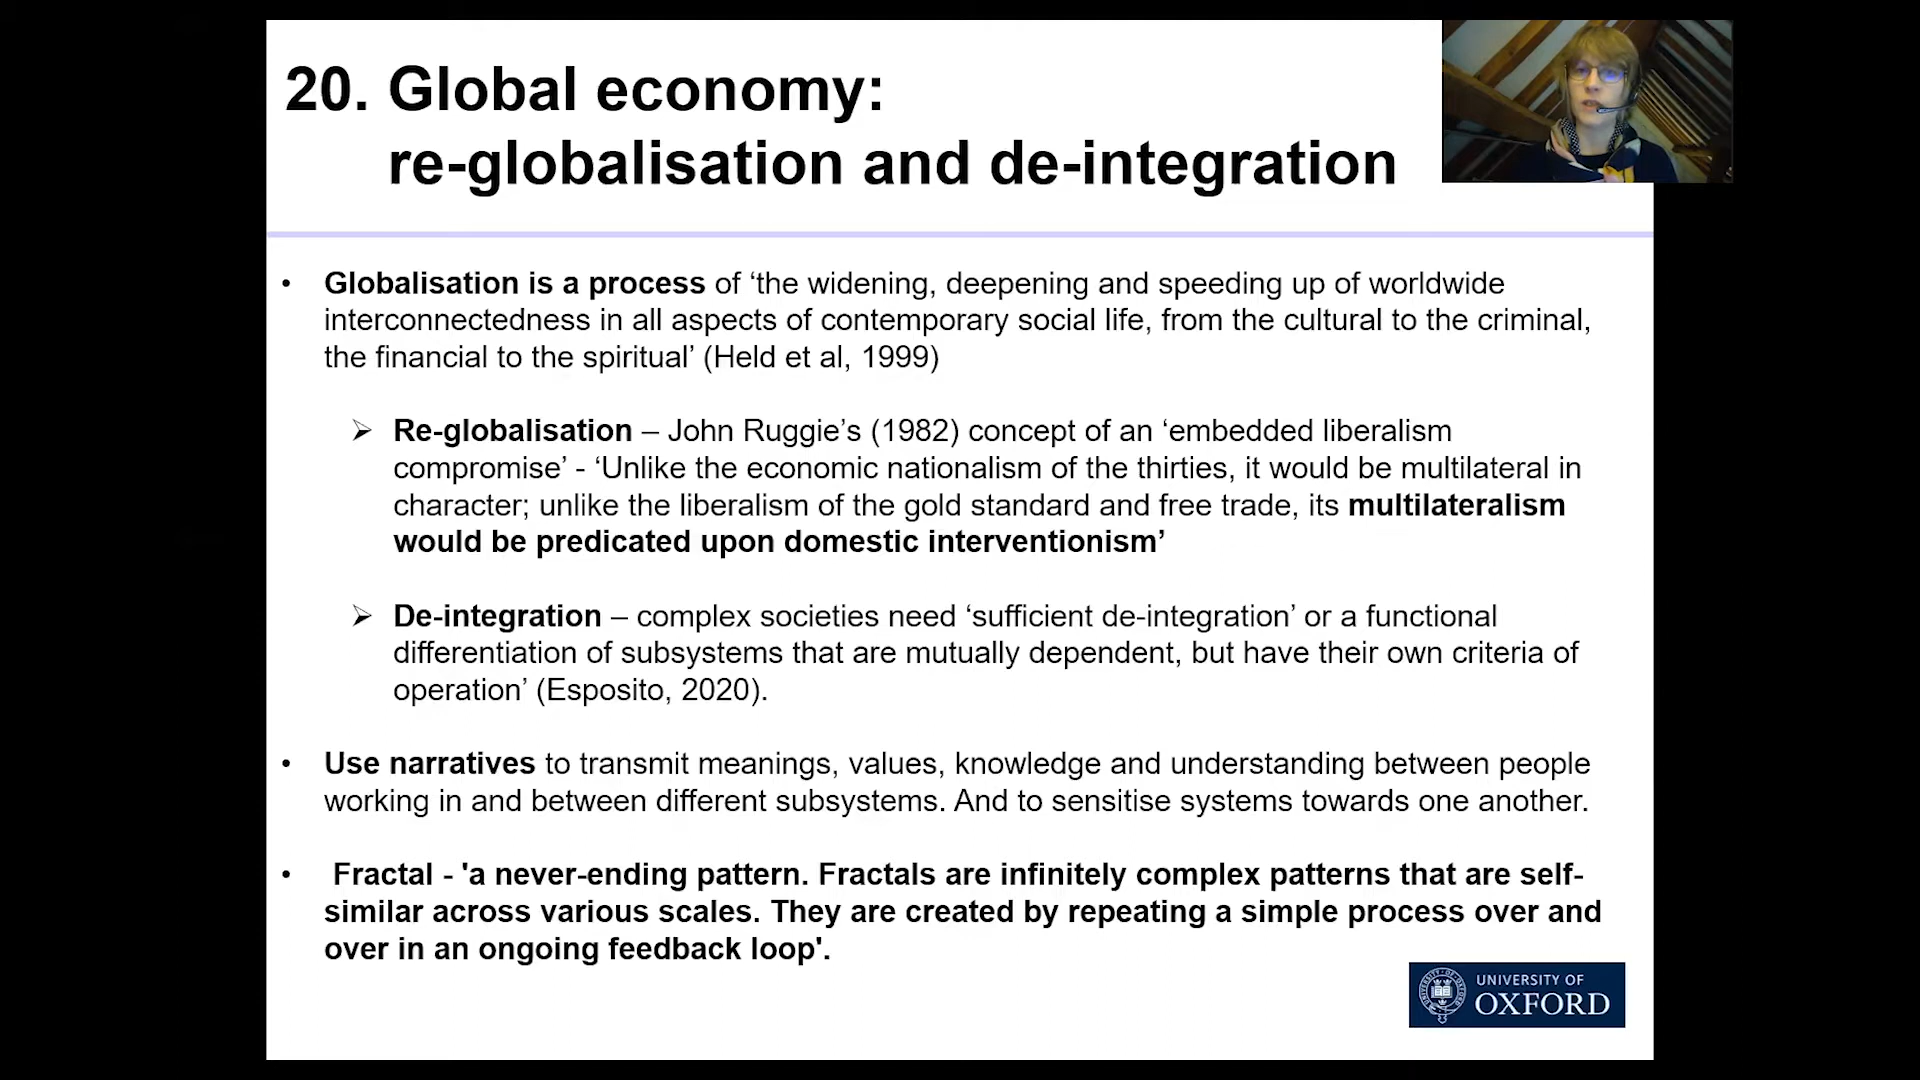 20. Global economy:
re-globalisation and de-integration
• Globalisation is a process of ‘the widening, deepening and speeding up of worldwide
interconnectedness in all aspects of contemporary social life, from the cultural to the criminal,
the financial to the spiritual’ (Held et al, 1999)
➢ Re-globalisation – John Ruggie’s (1982) concept of an ‘embedded liberalism
compromise’ - ‘Unlike the economic nationalism of the thirties, it would be multilateral in
character; unlike the liberalism of the gold standard and free trade, its multilateralism
would be predicated upon domestic interventionism’
➢ De-integration – complex societies need ‘sufficient de-integration’ or a functional
differentiation of subsystems that are mutually dependent, but have their own criteria of
operation’ (Esposito, 2020).
• Use narratives to transmit meanings, values, knowledge and understanding between people
working in and between different subsystems. And to sensitise systems towards one another.
• Fractal - 'a never-ending pattern. Fractals are infinitely complex patterns that are self-
similar across various scales. They are created by repeating a simple process over and
over in an ongoing feedback loop'.
UNIVERSITY OF
OXFORD